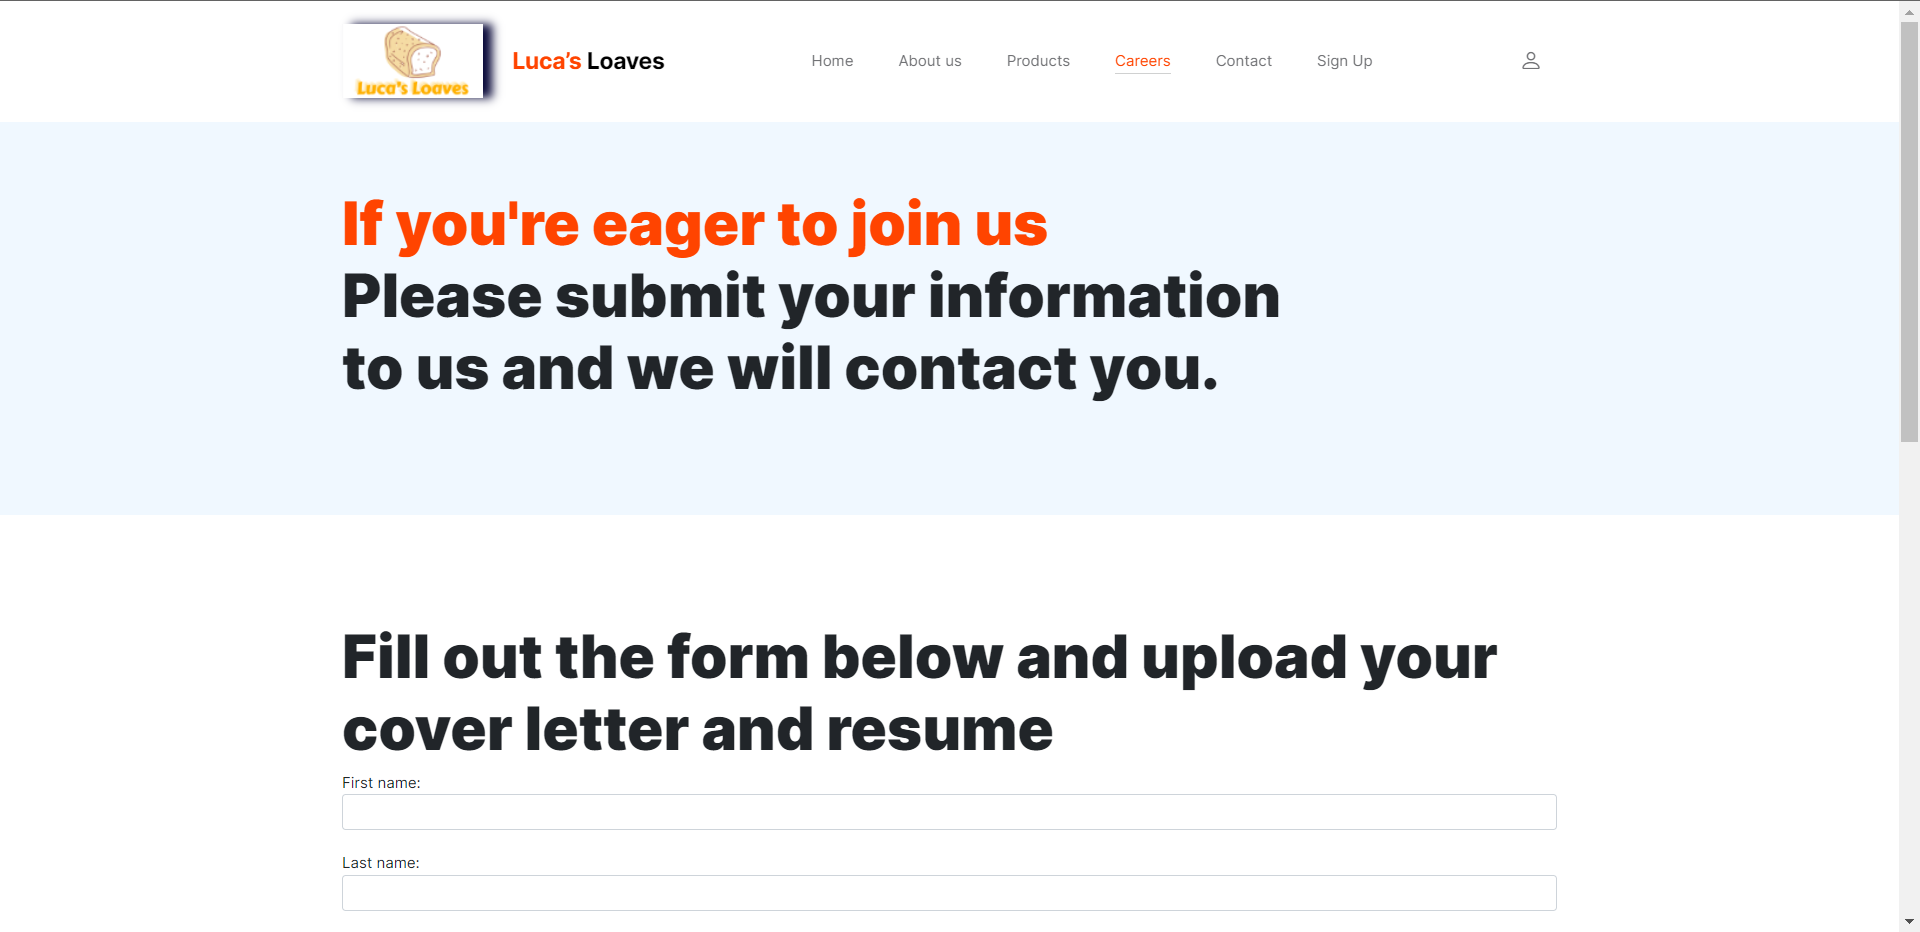 Luca's Loaves
Luca’s Loaves
Home
About us
Products
Careers
Contact
Sign Up
If you're eager to join us
Please submit your information
to us and we will contact you.
Fill out the form below and upload your
cover letter and resume
First name:
Last name: